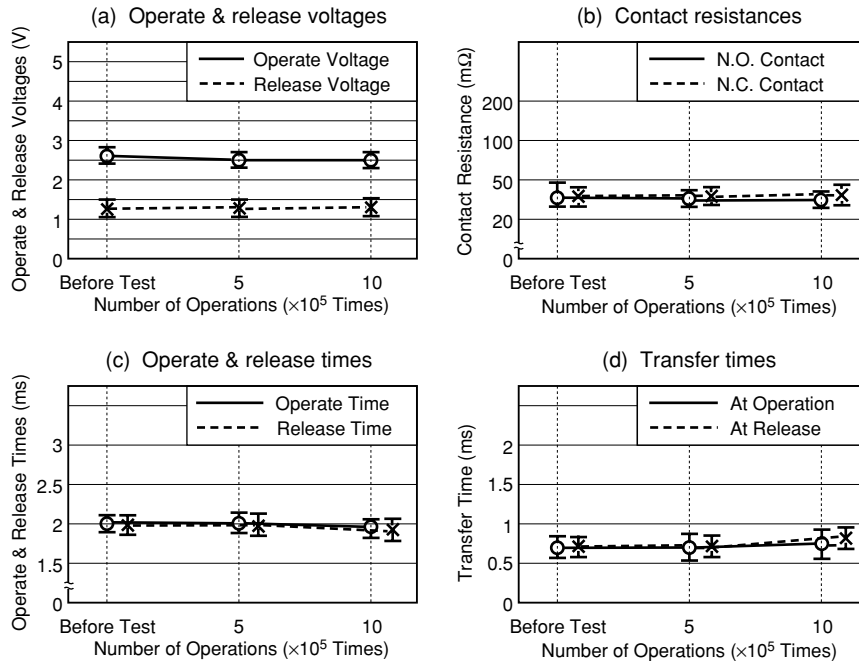 (a) Operate & release voltages
Operate & Release Voltages (V)
Operate Voltage
Release Voltage
5
4
3
2
1
0
Before Test
5
10
Number of Operations (×10⁵ Times)
(b) Contact resistances
Contact Resistance (mΩ)
N.O. Contact
N.C. Contact
200
100
50
20
0
Before Test
5
10
Number of Operations (×10⁵ Times)
(c) Operate & release times
Operate & Release Times (ms)
Operate Time
Release Time
3
2.5
2
1.5
0
Before Test
5
10
Number of Operations (×10⁵ Times)
(d) Transfer times
Transfer Time (ms)
At Operation
At Release
2
1
0.5
0
Before Test
5
10
Number of Operations (×10⁵ Times)